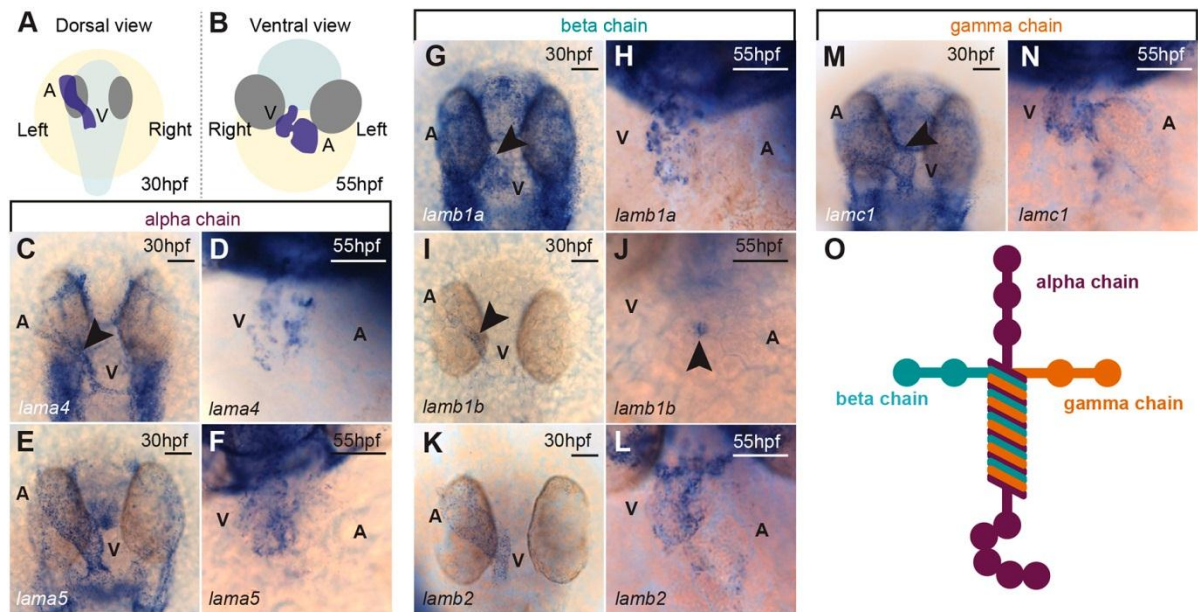 A
Dorsal view
A
V
Left
Right
30hpf
B
Ventral view
V
Right
Left
A
55hpf
alpha chain
C
30hpf
A
V
lama4
D
55hpf
V
A
lama4
E
30hpf
A
V
lama5
F
55hpf
V
A
lama5
beta chain
G
30hpf
A
V
lamb1a
H
55hpf
V
A
lamb1a
I
30hpf
A
V
lamb1b
J
55hpf
V
A
lamb1b
K
30hpf
A
V
lamb2
L
55hpf
V
A
lamb2
gamma chain
M
30hpf
A
V
lamc1
N
55hpf
V
A
lamc1
O
alpha chain
beta chain
gamma chain